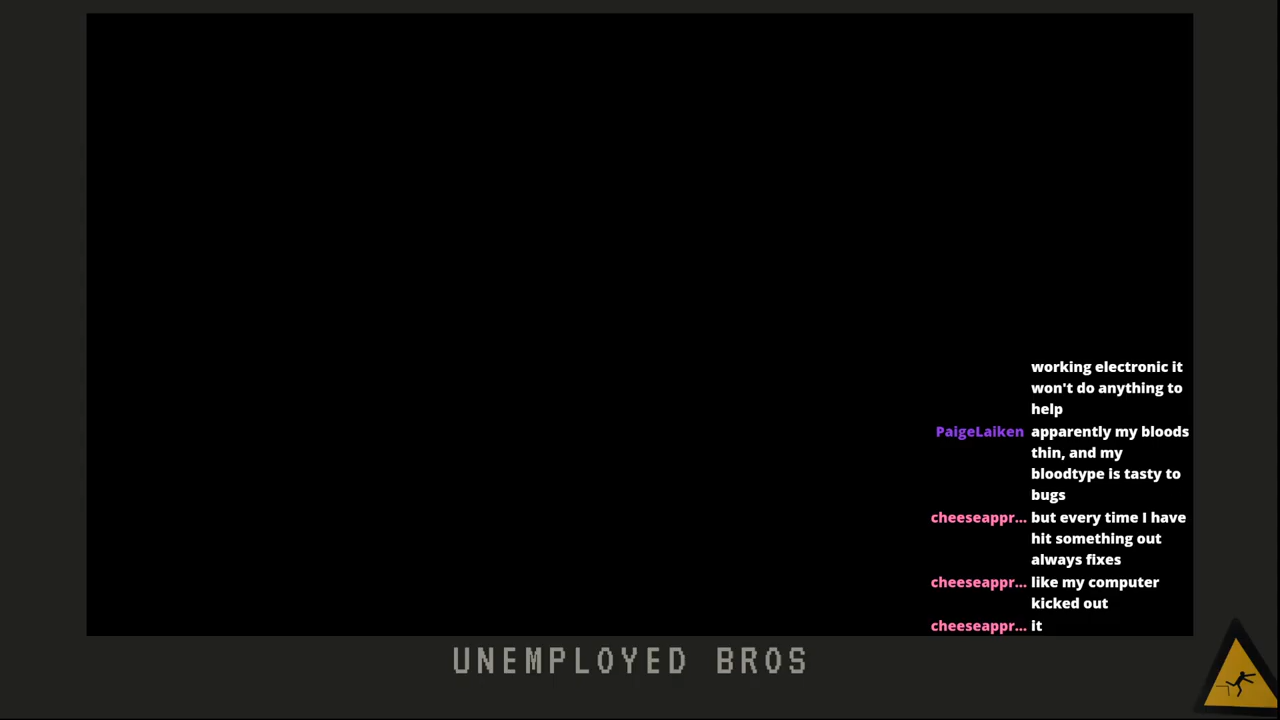 working electronic it
won't do anything to
help
PaigeLaiken apparently my bloods
thin, and my
bloodtype is tasty to
bugs
cheeseappr... but every time I have
hit something out
always fixes
cheeseappr... like my computer
kicked out
cheeseappr... it
UNEMPLOYED BROS